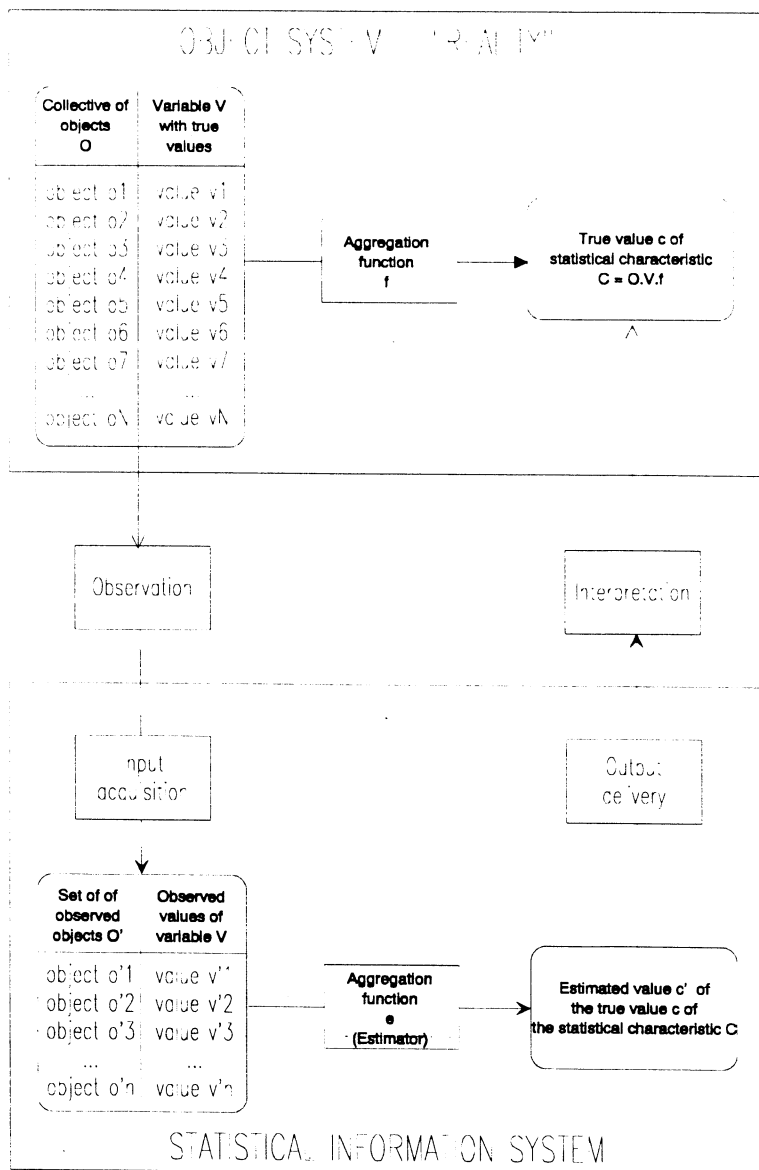 OBJECT SYSTEM "REALITY"
Collective of
objects
O
Variable V
with true
values
object o1 value v1
object o2 value v2
object o3 value v3
object o4 value v4
object o5 value v5
object o6 value v6
object o7 value v7
... ...
object oN value vN
Aggregation
function
f
True value c of
statistical characteristic
C = O.V.f
Observation
Interpretation
Input
acquisition
Output
delivery
Set of of
observed
objects O'
Observed
values of
variable V
object o'1 value v'1
object o'2 value v'2
object o'3 value v'3
... ...
object o'n value v'n
Aggregation
function
e
(Estimator)
Estimated value c' of
the true value c of
the statistical characteristic C
STATISTICAL INFORMATION SYSTEM